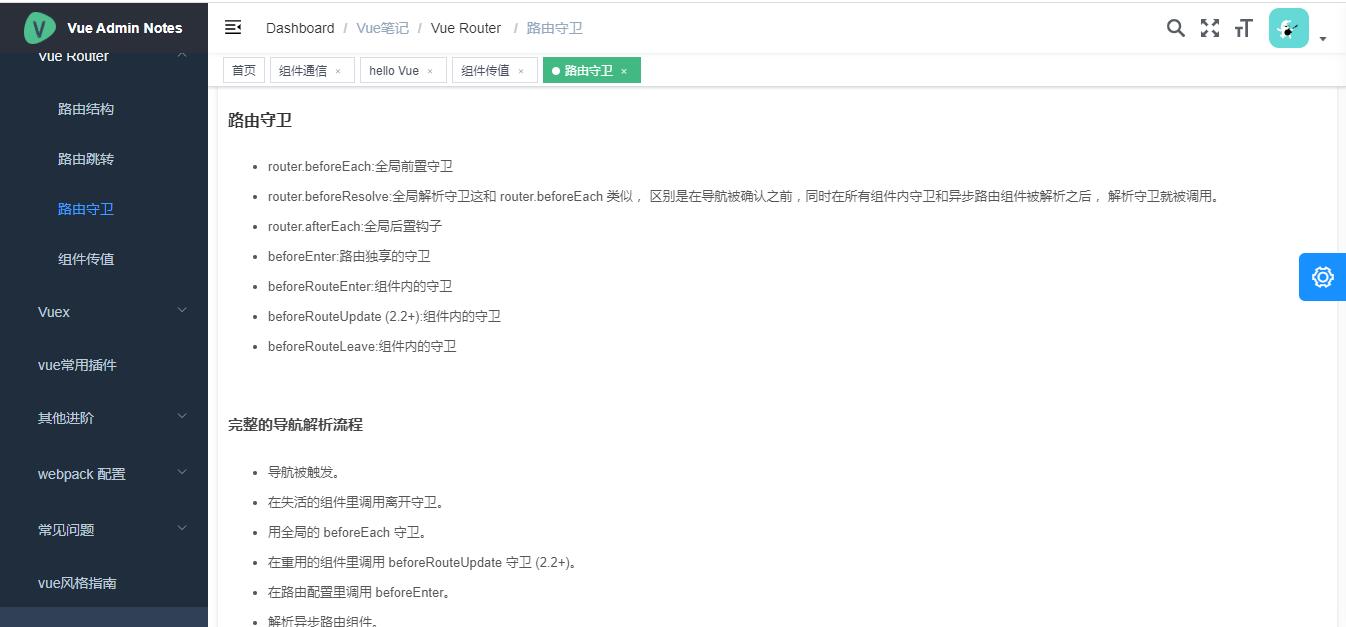 Vue Admin Notes
Dashboard / Vue笔记 / Vue Router / 路由守卫
首页 组件通信 × hello Vue × 组件传值 × 路由守卫 ×
Vue Router
路由结构
路由跳转
路由守卫
组件传值
Vuex
vue常用插件
其他进阶
webpack 配置
常见问题
vue风格指南
路由守卫
• router.beforeEach:全局前置守卫
• router.beforeResolve:全局解析守卫这和 router.beforeEach 类似， 区别是在导航被确认之前，同时在所有组件内守卫和异步路由组件被解析之后， 解析守卫就被调用。
• router.afterEach:全局后置钩子
• beforeEnter:路由独享的守卫
• beforeRouteEnter:组件内的守卫
• beforeRouteUpdate (2.2+):组件内的守卫
• beforeRouteLeave:组件内的守卫
完整的导航解析流程
• 导航被触发。
• 在失活的组件里调用离开守卫。
• 用全局的 beforeEach 守卫。
• 在重用的组件里调用 beforeRouteUpdate 守卫 (2.2+)。
• 在路由配置里调用 beforeEnter。
• 解析异步路由组件。